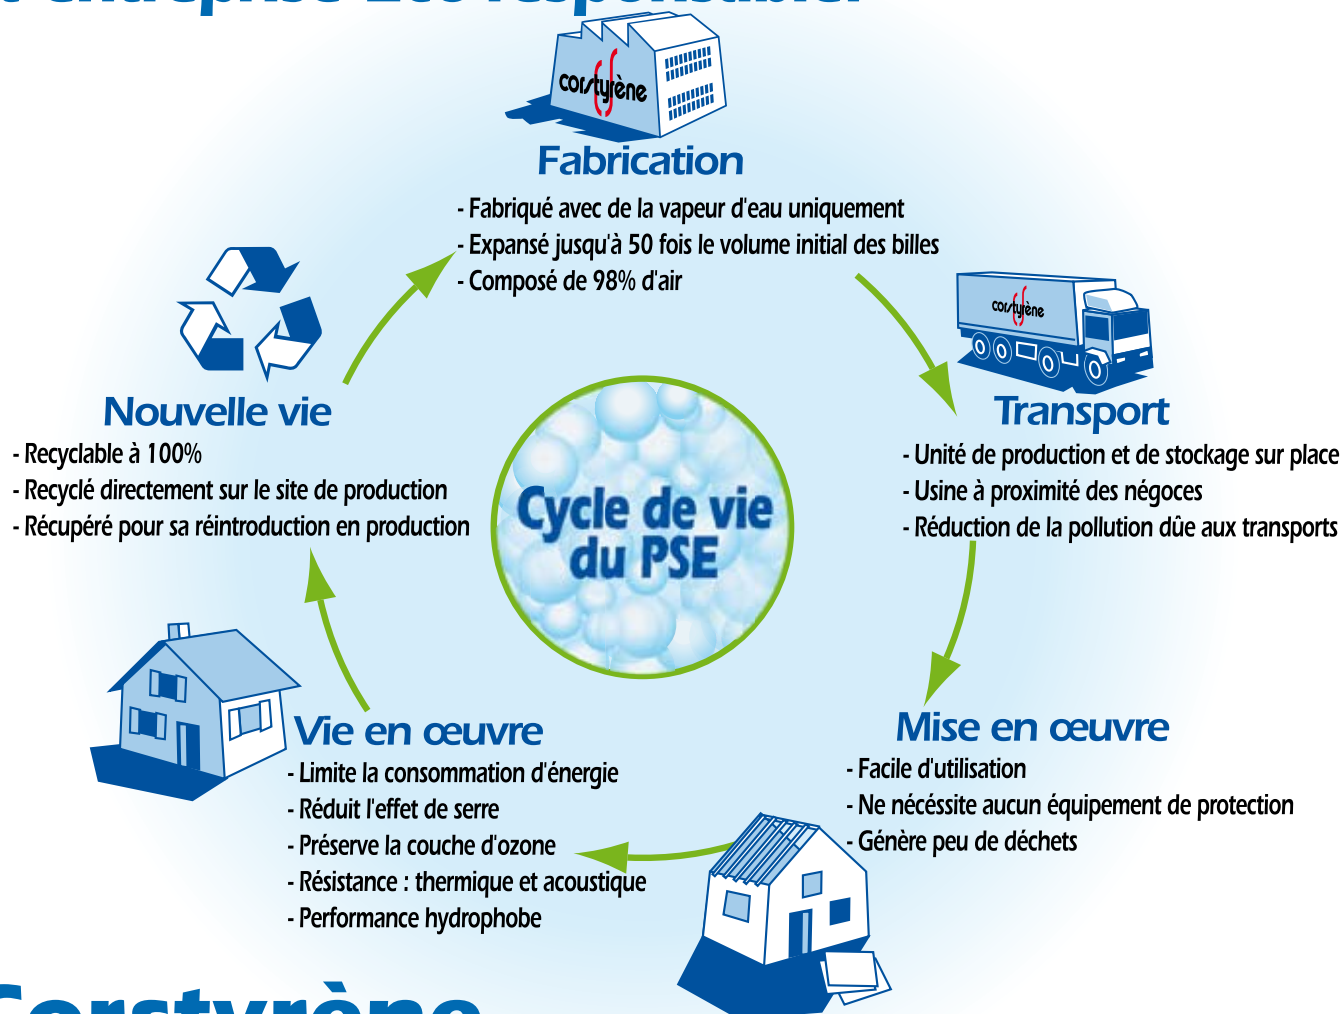 entreprise Eco responsible.
corstyrène
Fabrication
- Fabriqué avec de la vapeur d'eau uniquement
- Expansé jusqu'à 50 fois le volume initial des billes
- Composé de 98% d'air
corstyrène
Transport
- Unité de production et de stockage sur place
- Usine à proximité des négoces
- Réduction de la pollution dûe aux transports
Nouvelle vie
- Recyclable à 100%
- Recyclé directement sur le site de production
- Récupéré pour sa réintroduction en production
Cycle de vie
du PSE
Mise en œuvre
- Facile d'utilisation
- Ne nécéssite aucun équipement de protection
- Génère peu de déchets
Vie en œuvre
- Limite la consommation d'énergie
- Réduit l'effet de serre
- Préserve la couche d'ozone
- Résistance : thermique et acoustique
- Performance hydrophobe
Corstyrène